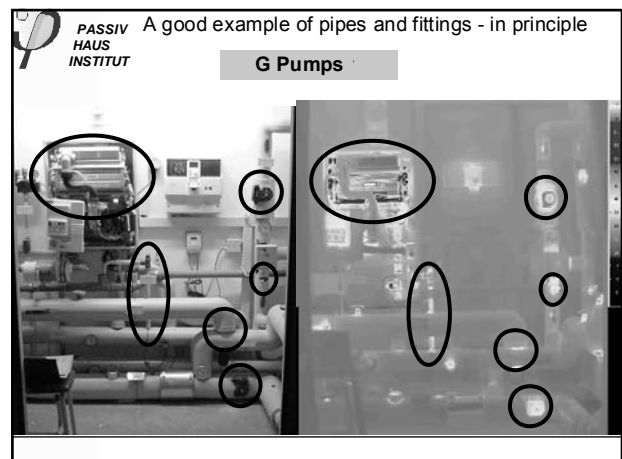 PASSIV
HAUS
INSTITUT
A good example of pipes and fittings - in principle
G Pumps